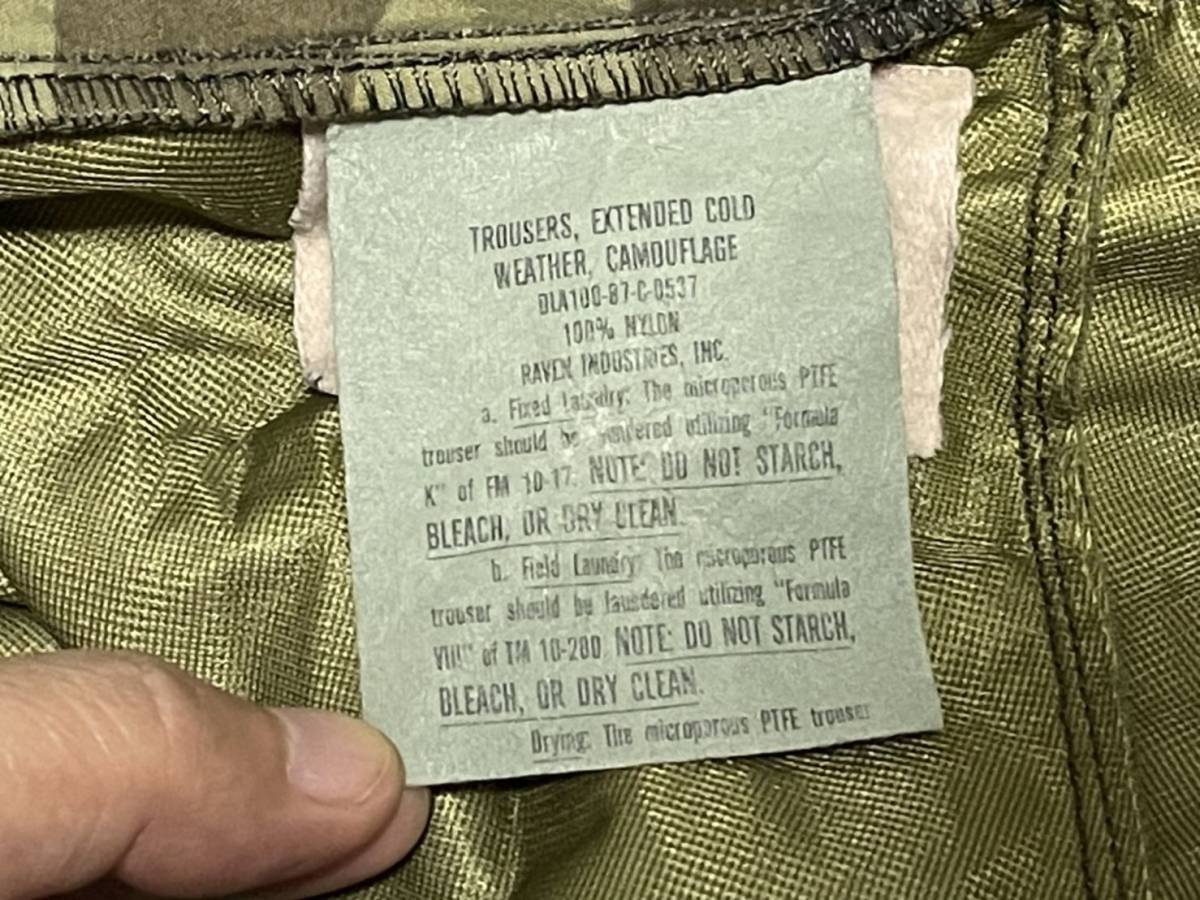 TROUSERS, EXTENDED COLD
WEATHER, CAMOUFLAGE
DLA100-87-C-0537
100% NYLON
RAVEN INDUSTRIES, INC.
a. Fixed Laundry: The microporous PTFE
trouser should be laundered utilizing "Formula
K" of FM 10-17. NOTE: DO NOT STARCH,
BLEACH, OR DRY CLEAN.
b. Field Laundry: The microporous PTFE
trouser should be laundered utilizing "Formula
VIII" of TM 10-280. NOTE: DO NOT STARCH,
BLEACH, OR DRY CLEAN.
Drying: The microporous PTFE trouser